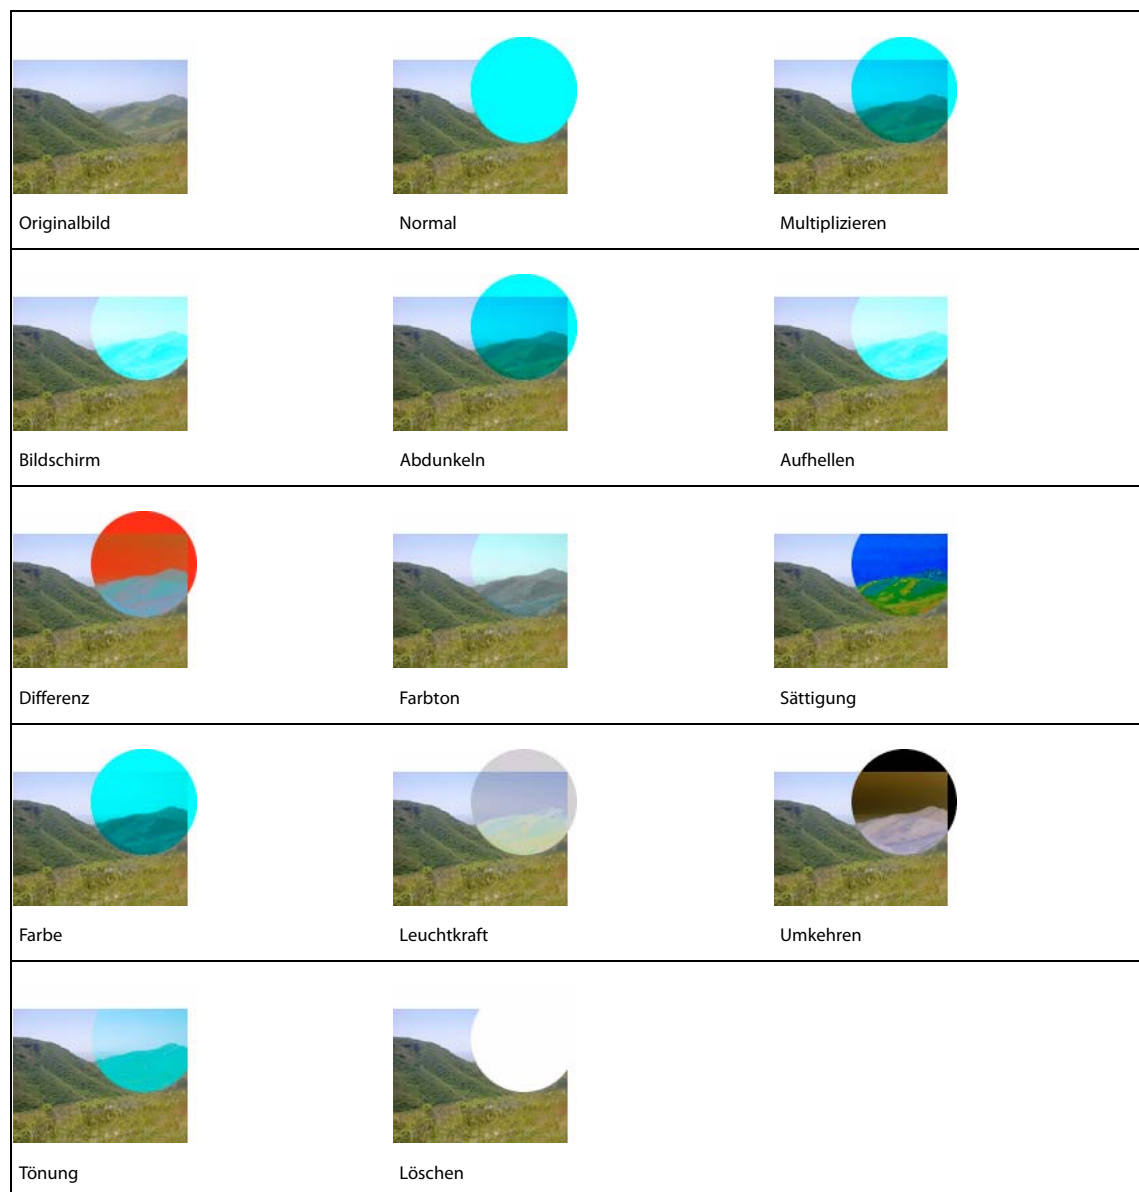 Originalbild
Normal
Multiplizieren
Bildschirm
Abdunkeln
Aufhellen
Differenz
Farbton
Sättigung
Farbe
Leuchtkraft
Umkehren
Tönung
Löschen